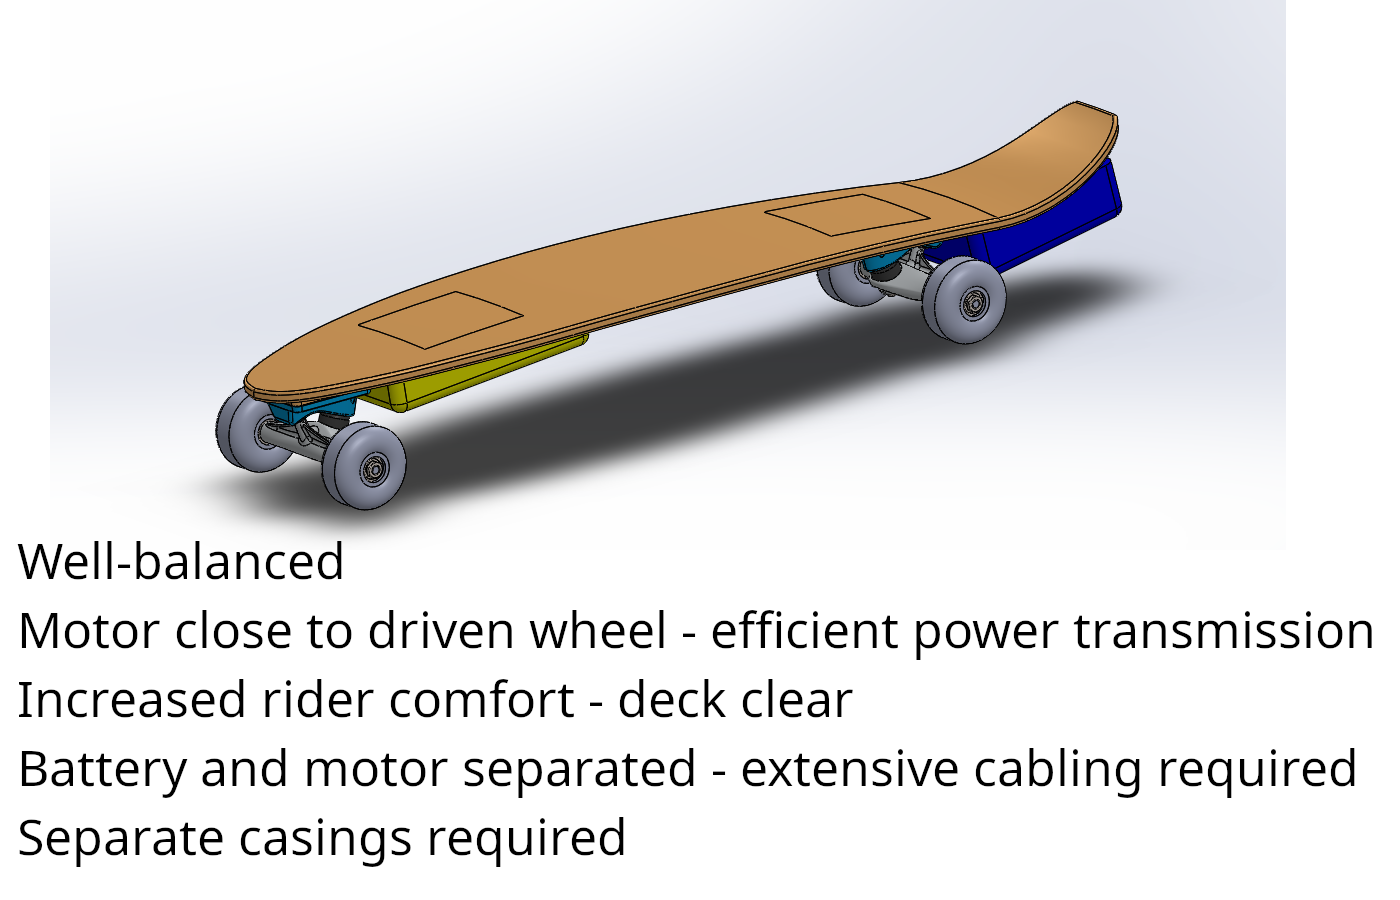 Well-balanced
Motor close to driven wheel - efficient power transmission
Increased rider comfort - deck clear
Battery and motor separated - extensive cabling required
Separate casings required